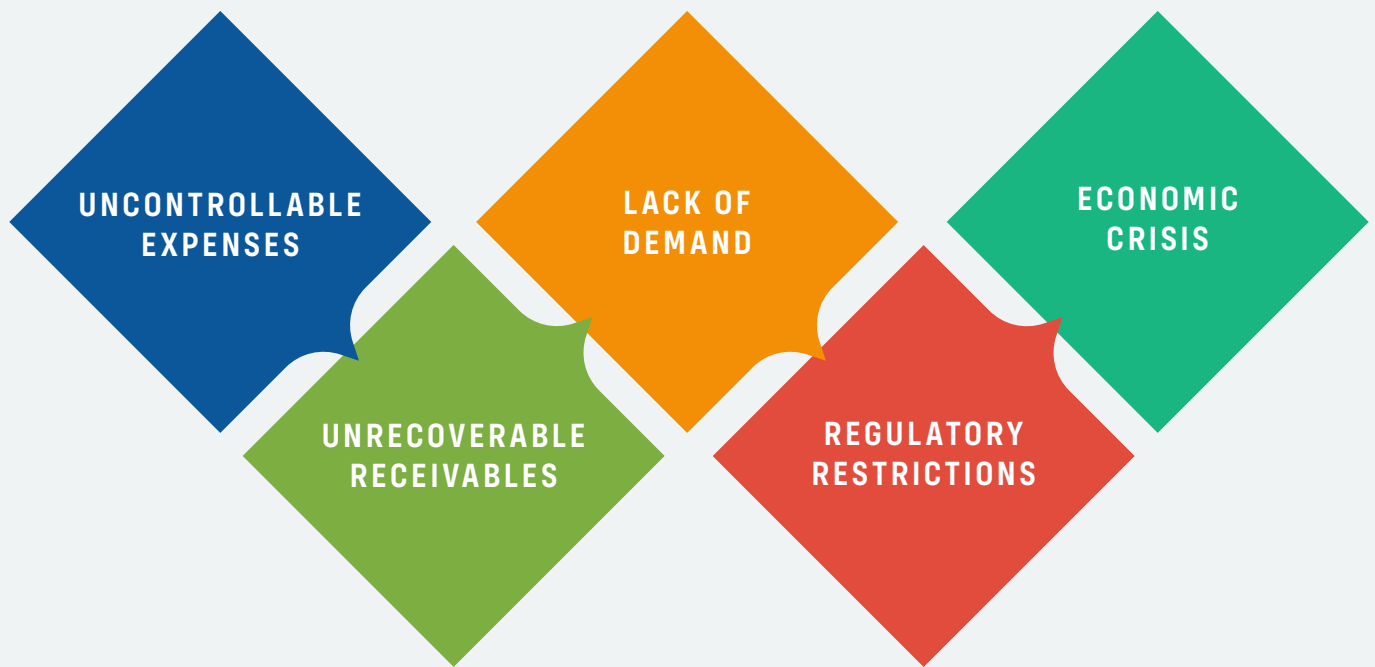 UNCONTROLLABLE
EXPENSES
UNRECOVERABLE
RECEIVABLES
LACK OF
DEMAND
REGULATORY
RESTRICTIONS
ECONOMIC
CRISIS